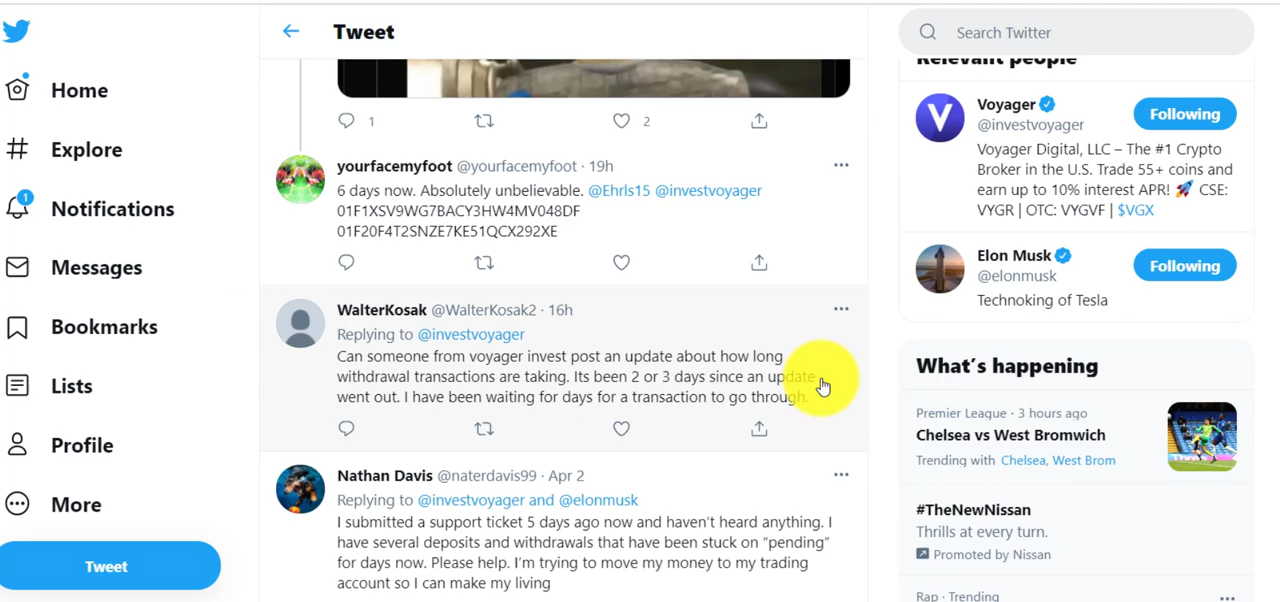 Tweet
Search Twitter
Relevant people
Home
Explore
1
Notifications
Messages
Bookmarks
Lists
Profile
More
Tweet
1
2
yourfacemyfoot @yourfacemyfoot · 19h
6 days now. Absolutely unbelievable. @Ehrls15 @investvoyager
01F1XSV9WG7BACY3HW4MV048DF
01F20F4T2SNZE7KE51QCX292XE
WalterKosak @WalterKosak2 · 16h
Replying to @investvoyager
Can someone from voyager invest post an update about how long
withdrawal transactions are taking. Its been 2 or 3 days since an update
went out. I have been waiting for days for a transaction to go through.
Nathan Davis @naterdavis99 · Apr 2
Replying to @investvoyager and @elonmusk
I submitted a support ticket 5 days ago now and haven't heard anything. I
have several deposits and withdrawals that have been stuck on “pending”
for days now. Please help. I'm trying to move my money to my trading
account so I can make my living
V
Voyager
@investvoyager
Following
Voyager Digital, LLC – The #1 Crypto
Broker in the U.S. Trade 55+ coins and
earn up to 10% interest APR! 🚀 CSE:
VYGR | OTC: VYGVF | $VGX
Elon Musk
@elonmusk
Following
Technoking of Tesla
What's happening
Premier League · 3 hours ago
Chelsea vs West Bromwich
Trending with Chelsea, West Brom
#TheNewNissan
Thrills at every turn.
Promoted by Nissan
Rap · Trending